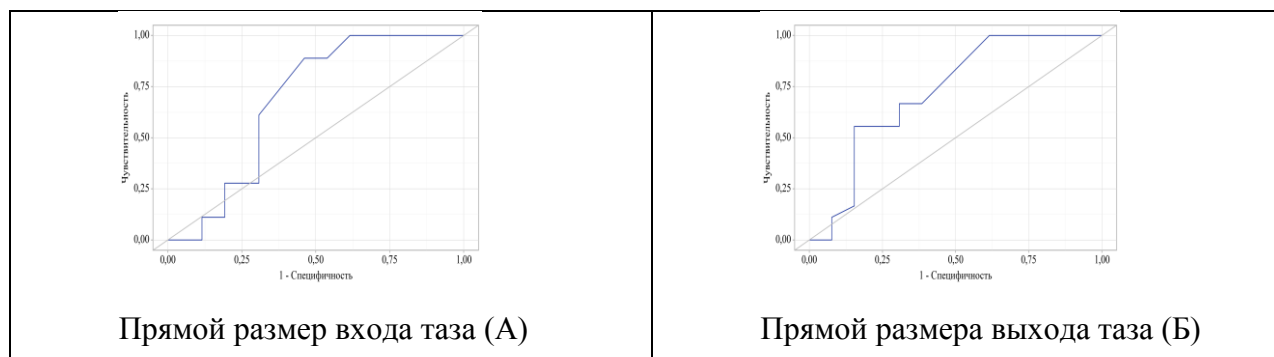 1,00
0,75
0,50
0,25
0,00
Чувствительность
0,00 0,25 0,50 0,75 1,00
1 - Специфичность
Прямой размер входа таза (А)
1,00
0,75
0,50
0,25
0,00
Чувствительность
0,00 0,25 0,50 0,75 1,00
1 - Специфичность
Прямой размера выхода таза (Б)